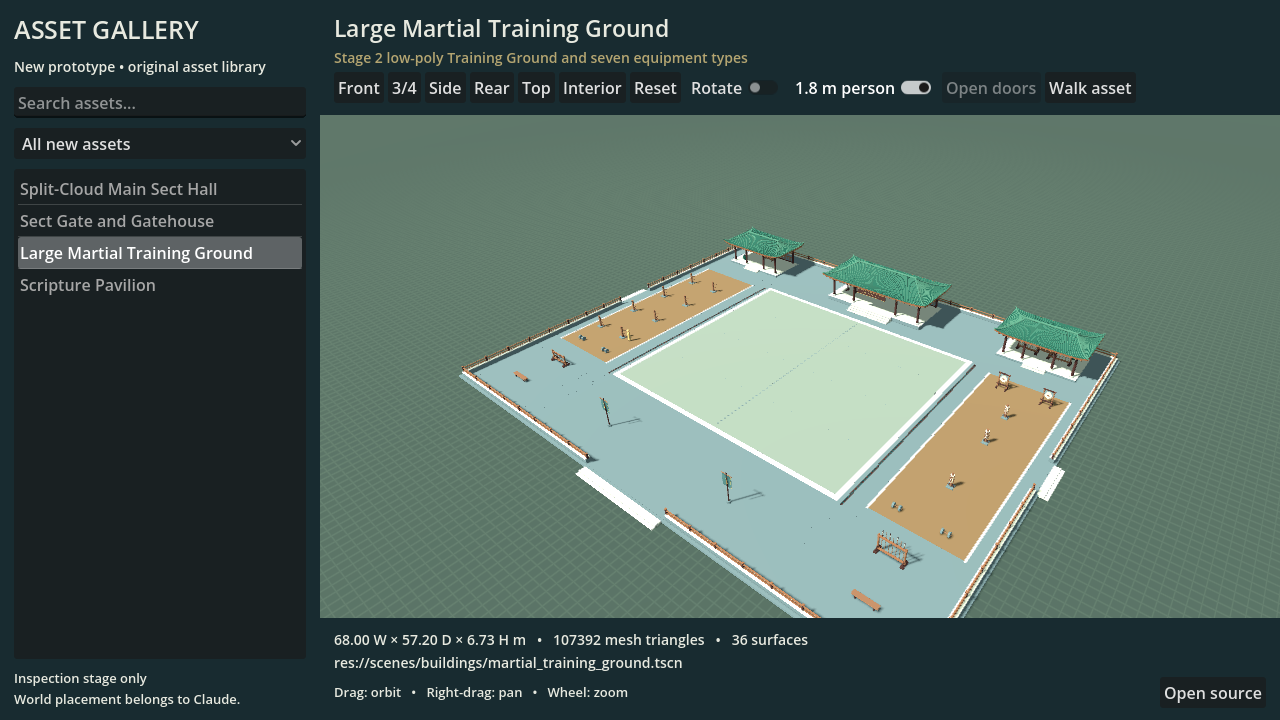 ASSET GALLERY
New prototype • original asset library
Search assets...
All new assets
Split-Cloud Main Sect Hall
Sect Gate and Gatehouse
Large Martial Training Ground
Scripture Pavilion
Inspection stage only
World placement belongs to Claude.
Large Martial Training Ground
Stage 2 low-poly Training Ground and seven equipment types
Front 3/4 Side Rear Top Interior Reset Rotate 1.8 m person Open doors Walk asset
68.00 W × 57.20 D × 6.73 H m • 107392 mesh triangles • 36 surfaces
res://scenes/buildings/martial_training_ground.tscn
Drag: orbit • Right-drag: pan • Wheel: zoom
Open source